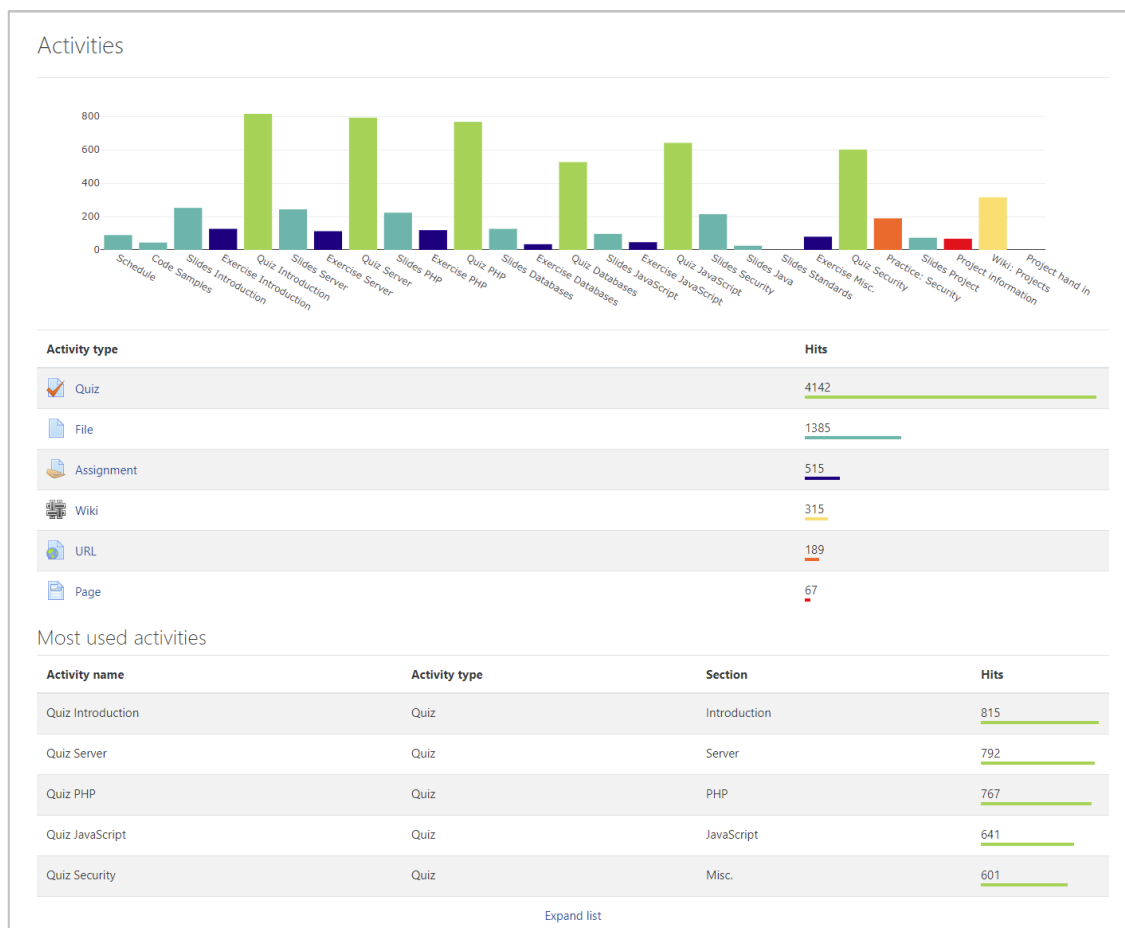 Activities
800
600
400
200
0
Schedule
Code Samples
Slides Introduction
Exercise Introduction
Quiz Introduction
Slides Server
Exercise Server
Quiz Server
Slides PHP
Exercise PHP
Quiz PHP
Slides Databases
Exercise Databases
Quiz Databases
Slides JavaScript
Exercise JavaScript
Quiz JavaScript
Slides Security
Slides Java
Slides Standards
Exercise Misc.
Quiz Security
Practice: Security
Slides Project
Project information
Wiki: Projects
Project hand in
Activity type Hits
Quiz 4142
File 1385
Assignment 515
Wiki 315
URL 189
Page 67
Most used activities
Activity name Activity type Section Hits
Quiz Introduction Quiz Introduction 815
Quiz Server Quiz Server 792
Quiz PHP Quiz PHP 767
Quiz JavaScript Quiz JavaScript 641
Quiz Security Quiz Misc. 601
Expand list